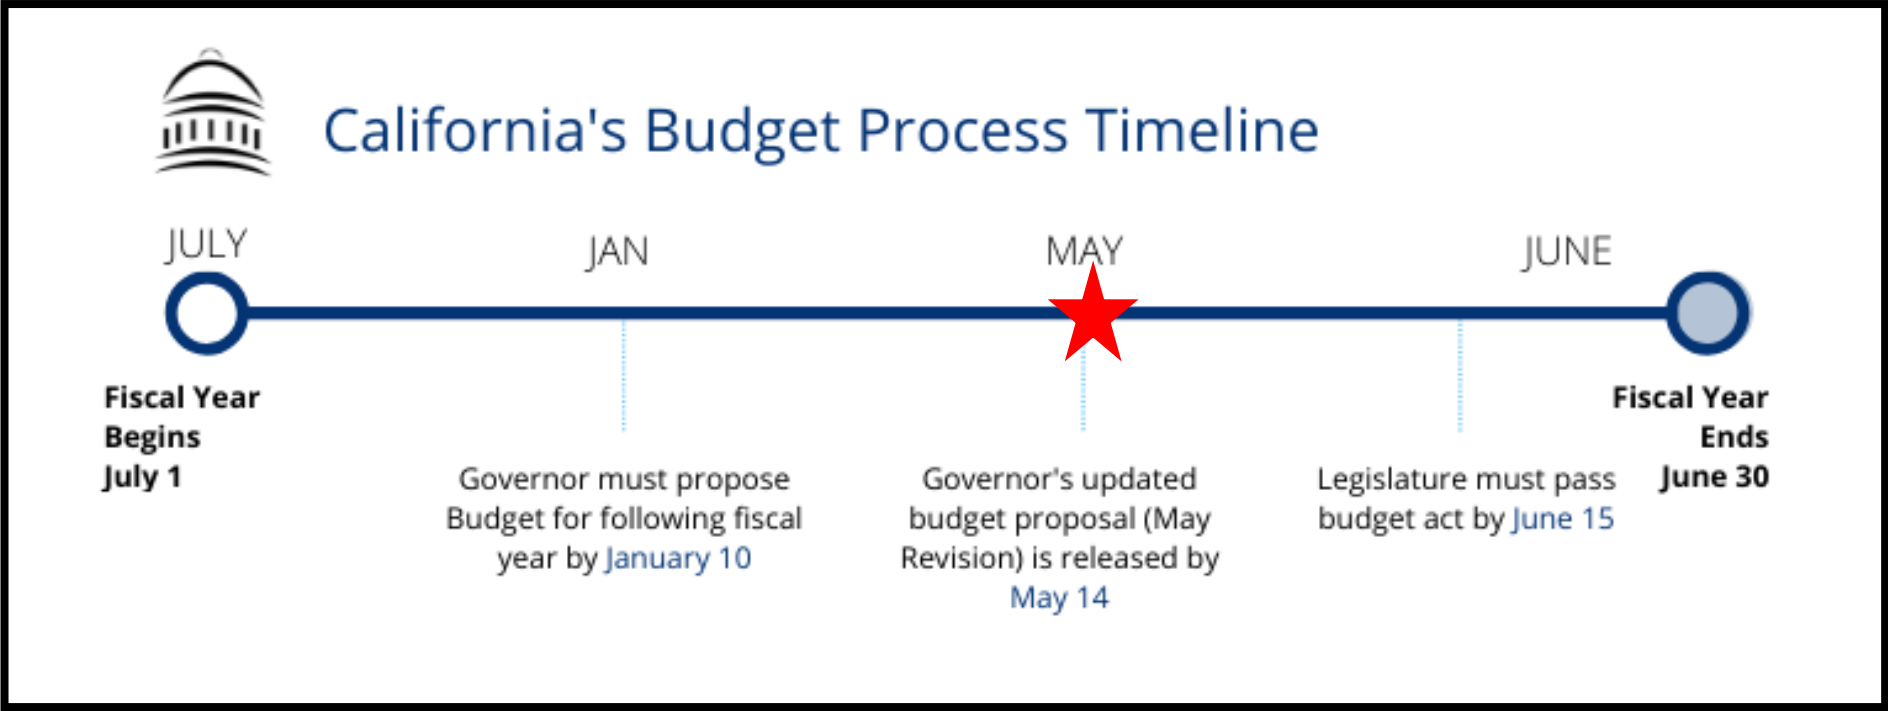 California's Budget Process Timeline
JULY
JAN
MAY
JUNE
Fiscal Year
Begins
July 1
Governor must propose
Budget for following fiscal
year by January 10
Governor's updated
budget proposal (May
Revision) is released by
May 14
Legislature must pass
budget act by June 15
Fiscal Year
Ends
June 30